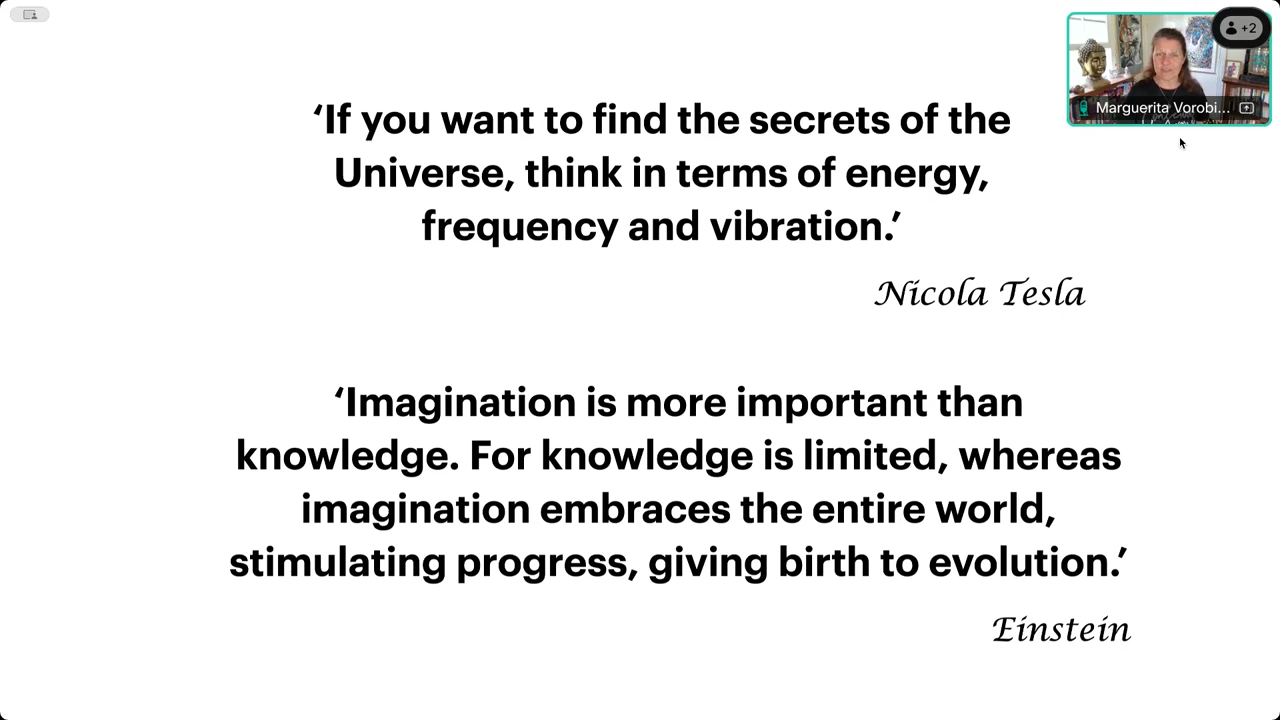 +2
Marguerita Vorobi...
‘If you want to find the secrets of the
Universe, think in terms of energy,
frequency and vibration.’
Nicola Tesla
‘Imagination is more important than
knowledge. For knowledge is limited, whereas
imagination embraces the entire world,
stimulating progress, giving birth to evolution.’
Einstein